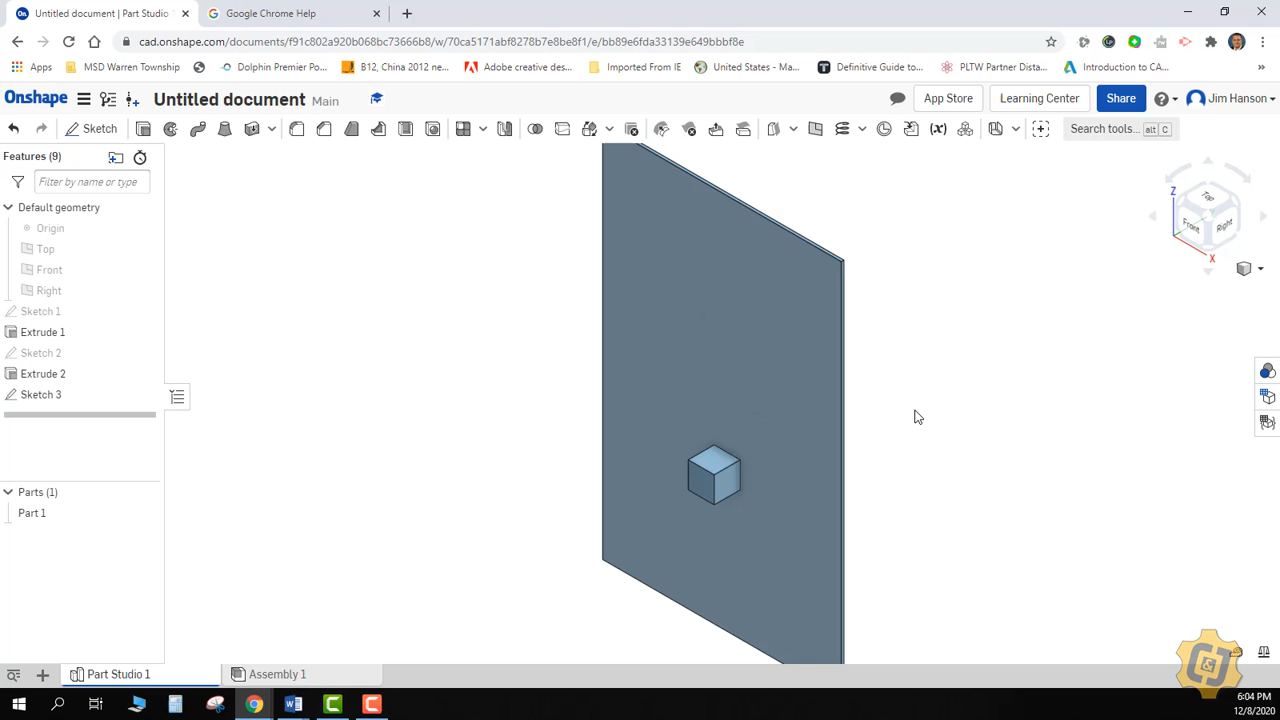 Untitled document | Part Studio
Google Chrome Help
cad.onshape.com/documents/f91c802a920b068bc73666b8/w/70ca5171abf8278b7e8be8f1/e/bb89e6fda33139e649bbbf8e
Apps
MSD Warren Township
Dolphin Premier Po...
B12, China 2012 ne...
Adobe creative des...
Imported From IE
United States - Ma...
Definitive Guide to...
PLTW Partner Dista...
Introduction to CA...
»
Onshape
Untitled document Main
App Store
Learning Center
Share
Jim Hanson
Sketch
(x)
Search tools... alt C
Features (9)
Filter by name or type
Default geometry
Origin
Top
Front
Right
Sketch 1
Extrude 1
Sketch 2
Extrude 2
Sketch 3
Parts (1)
Part 1
Z
Top
Front
Right
X
Part Studio 1
Assembly 1
6:04 PM
12/8/2020